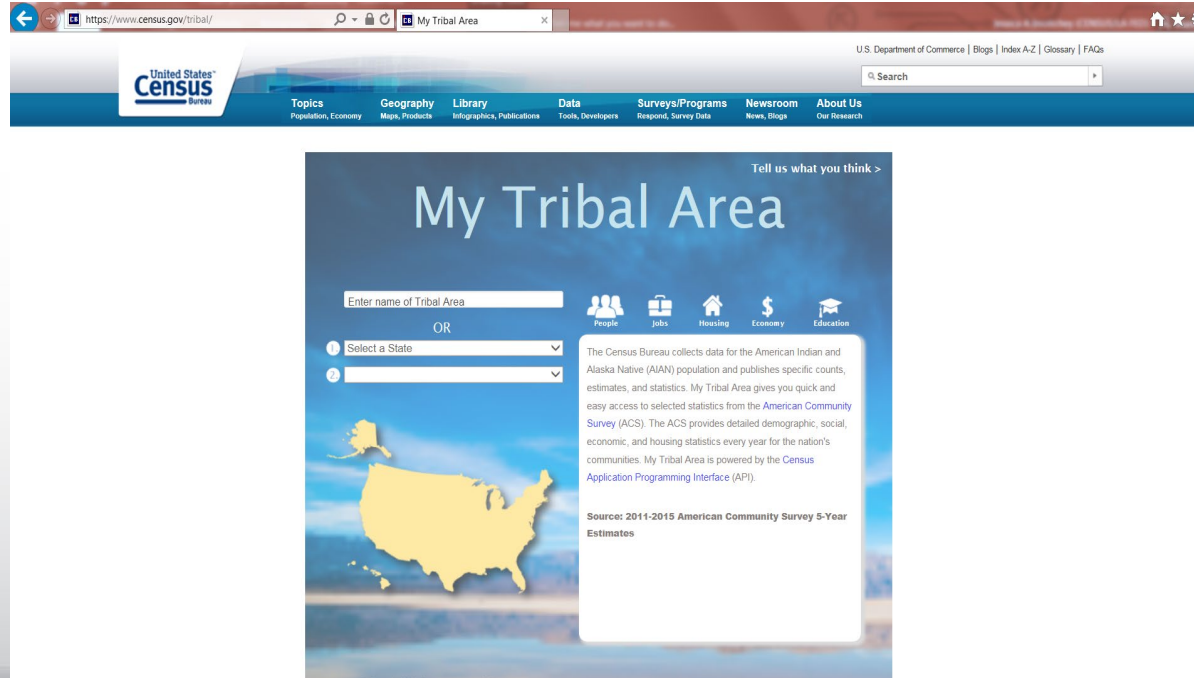 https://www.census.gov/tribal/
CB My Tribal Area
U.S. Department of Commerce | Blogs | Index A-Z | Glossary | FAQs
United States™
Census
Bureau
Search
Topics
Population, Economy
Geography
Maps, Products
Library
Infographics, Publications
Data
Tools, Developers
Surveys/Programs
Respond, Survey Data
Newsroom
News, Blogs
About Us
Our Research
Tell us what you think >
My Tribal Area
Enter name of Tribal Area
OR
1 Select a State
2
People
Jobs
Housing
$
Economy
Education
The Census Bureau collects data for the American Indian and
Alaska Native (AIAN) population and publishes specific counts,
estimates, and statistics. My Tribal Area gives you quick and
easy access to selected statistics from the American Community
Survey (ACS). The ACS provides detailed demographic, social,
economic, and housing statistics every year for the nation's
communities. My Tribal Area is powered by the Census
Application Programming Interface (API).
Source: 2011-2015 American Community Survey 5-Year
Estimates